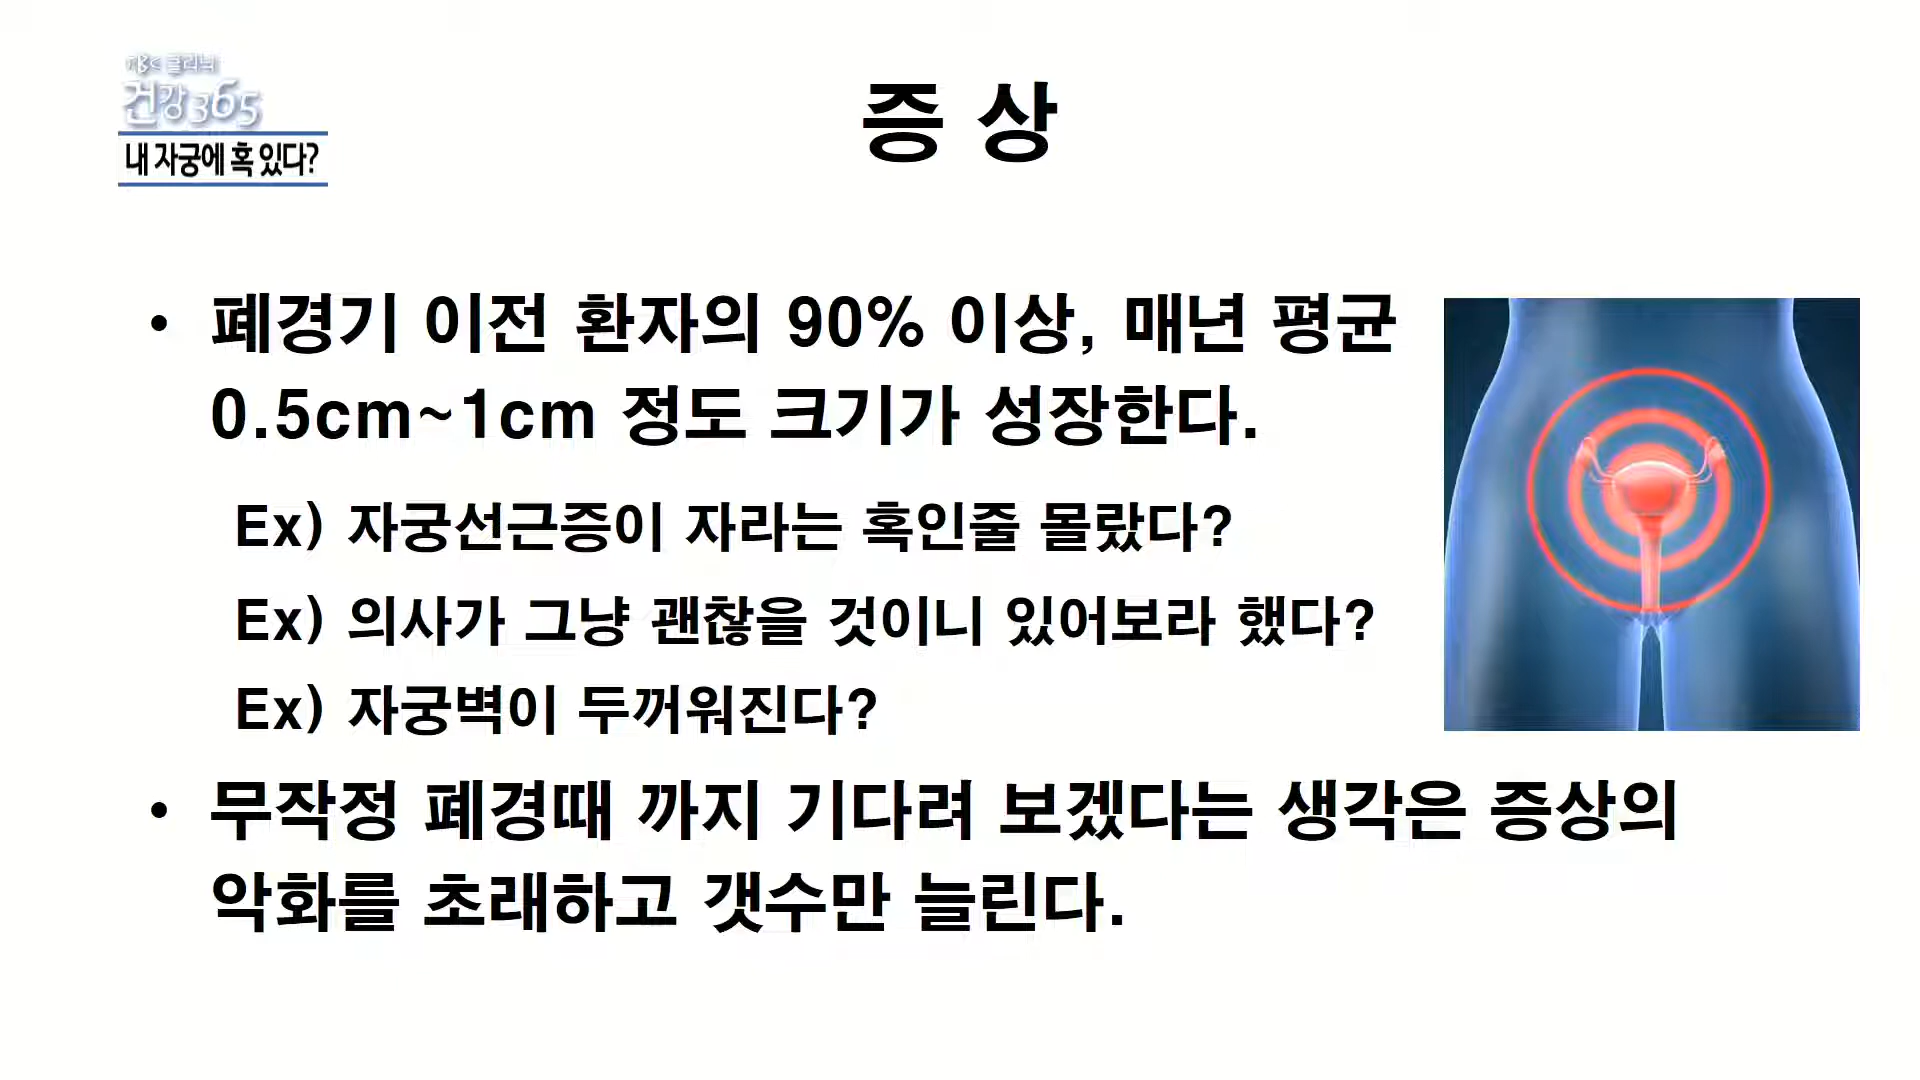 클리닉
건강365
내 자궁에 혹 있다?
증 상
• 폐경기 이전 환자의 90% 이상, 매년 평균
0.5cm~1cm 정도 크기가 성장한다.
Ex) 자궁선근증이 자라는 혹인줄 몰랐다?
Ex) 의사가 그냥 괜찮을 것이니 있어보라 했다?
Ex) 자궁벽이 두꺼워진다?
• 무작정 폐경때 까지 기다려 보겠다는 생각은 증상의
악화를 초래하고 갯수만 늘린다.